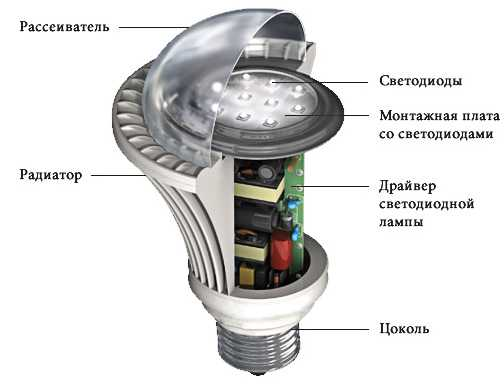 Рассеиватель
Светодиоды
Монтажная плата
со светодиодами
Радиатор
Драйвер
светодиодной
лампы
Цоколь